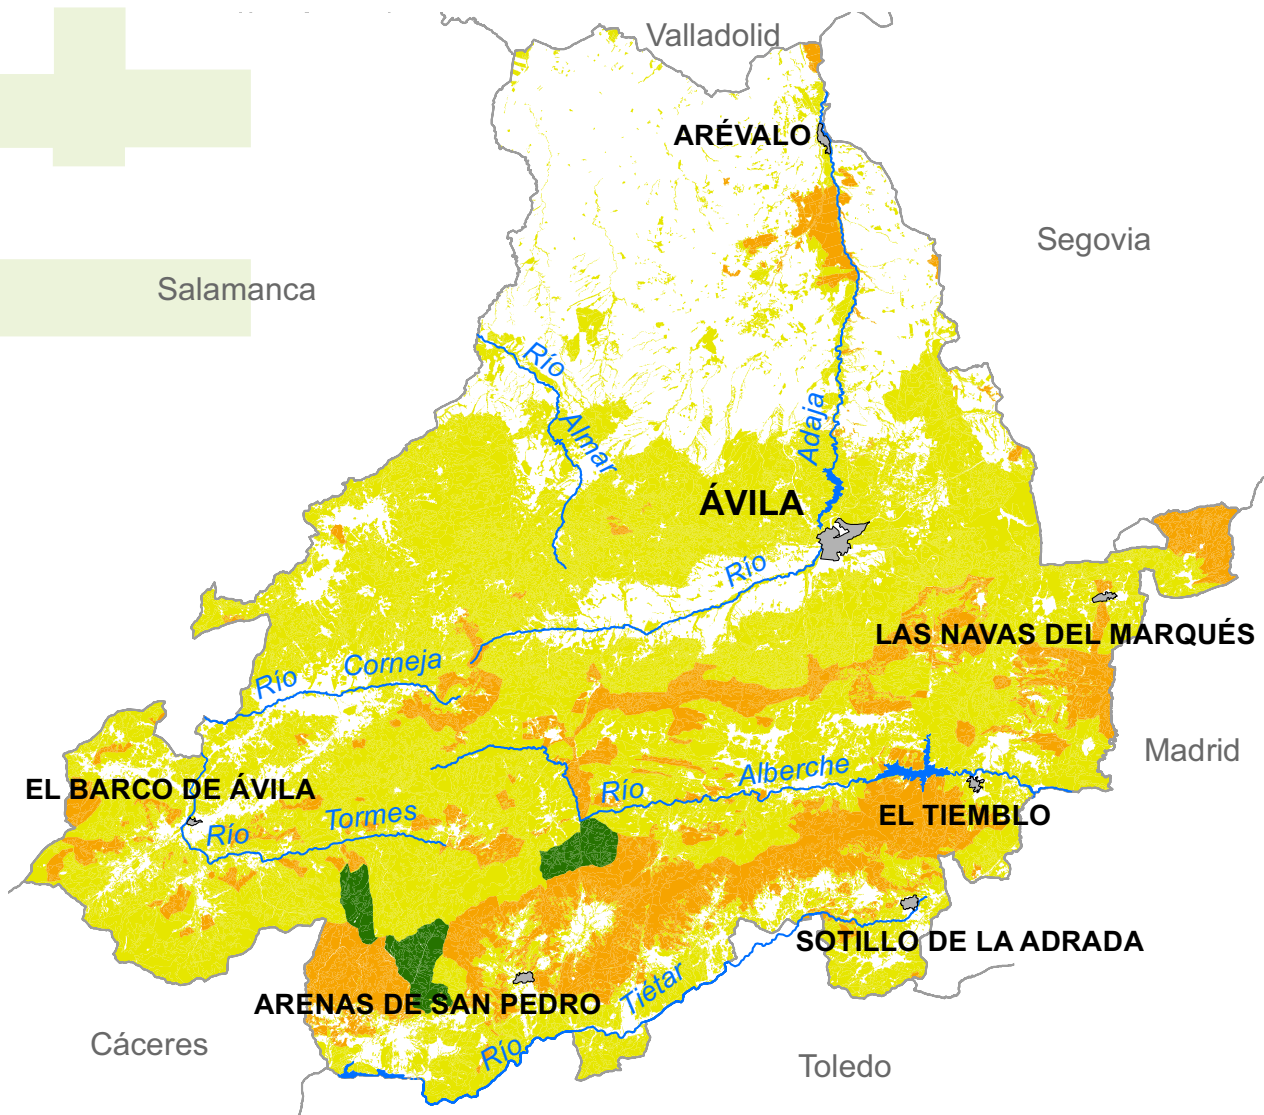 Valladolid
ARÉVALO
Segovia
Salamanca
Río
Almar
Adaja
ÁVILA
Río
LAS NAVAS DEL MARQUÉS
Río Corneja
Madrid
EL BARCO DE ÁVILA
Río Alberche
Río Tormes
EL TIEMBLO
SOTILLO DE LA ADRADA
ARENAS DE SAN PEDRO
Río Tiétar
Cáceres
Toledo